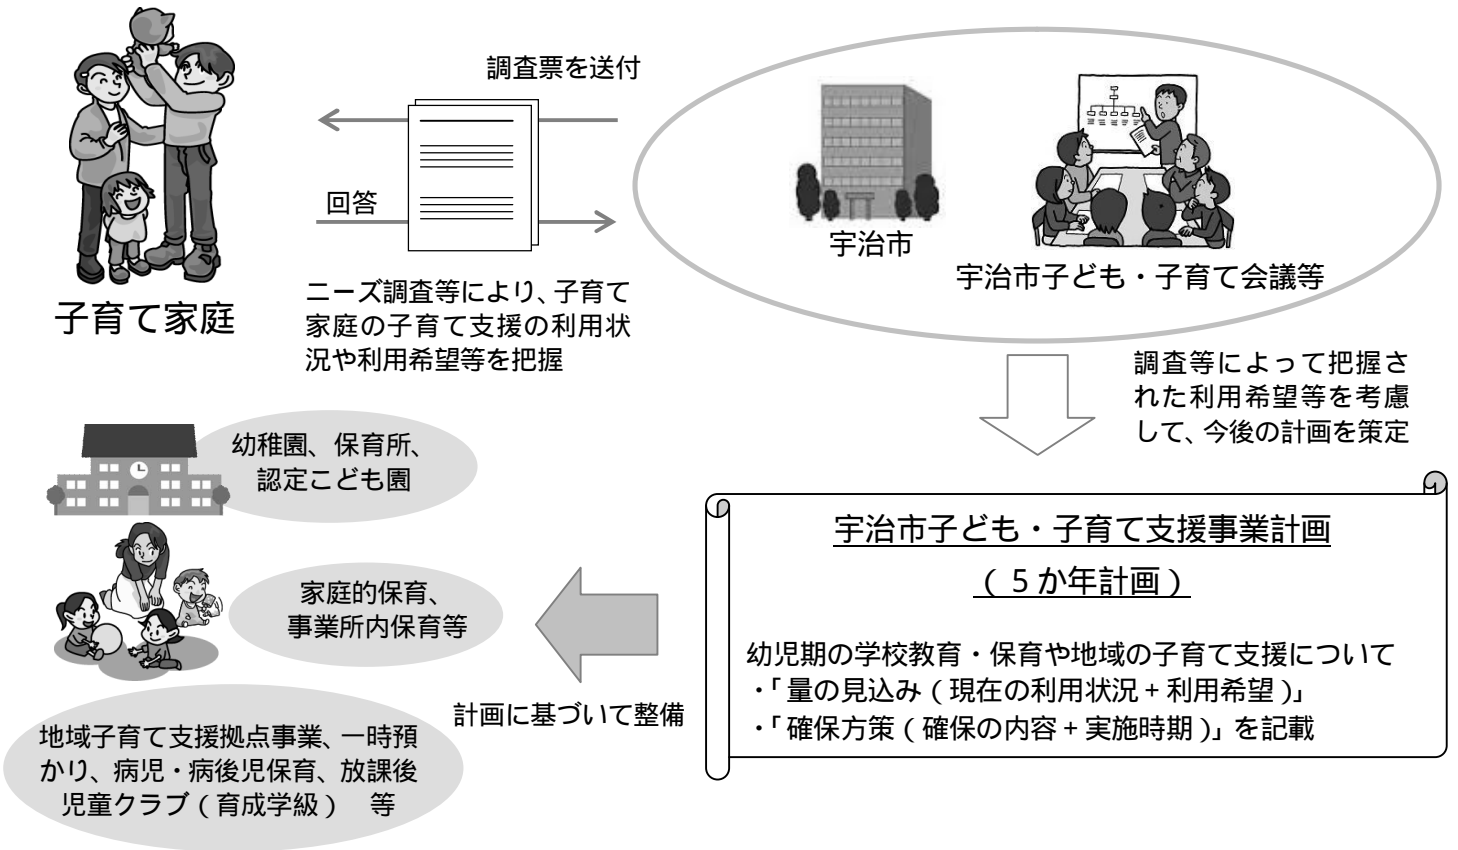 調査票を送付
回答
子育て家庭
ニーズ調査等により、子育て
家庭の子育て支援の利用状
況や利用希望等を把握
宇治市
宇治市子ども・子育て会議等
調査等によって把握さ
れた利用希望等を考慮
して、今後の計画を策定
宇治市子ども・子育て支援事業計画
（５か年計画）
幼児期の学校教育・保育や地域の子育て支援について
・「量の見込み（現在の利用状況＋利用希望）」
・「確保方策（確保の内容＋実施時期）」を記載
計画に基づいて整備
幼稚園、保育所、
認定こども園
家庭的保育、
事業所内保育等
地域子育て支援拠点事業、一時預
かり、病児・病後児保育、放課後
児童クラブ（育成学級）　等